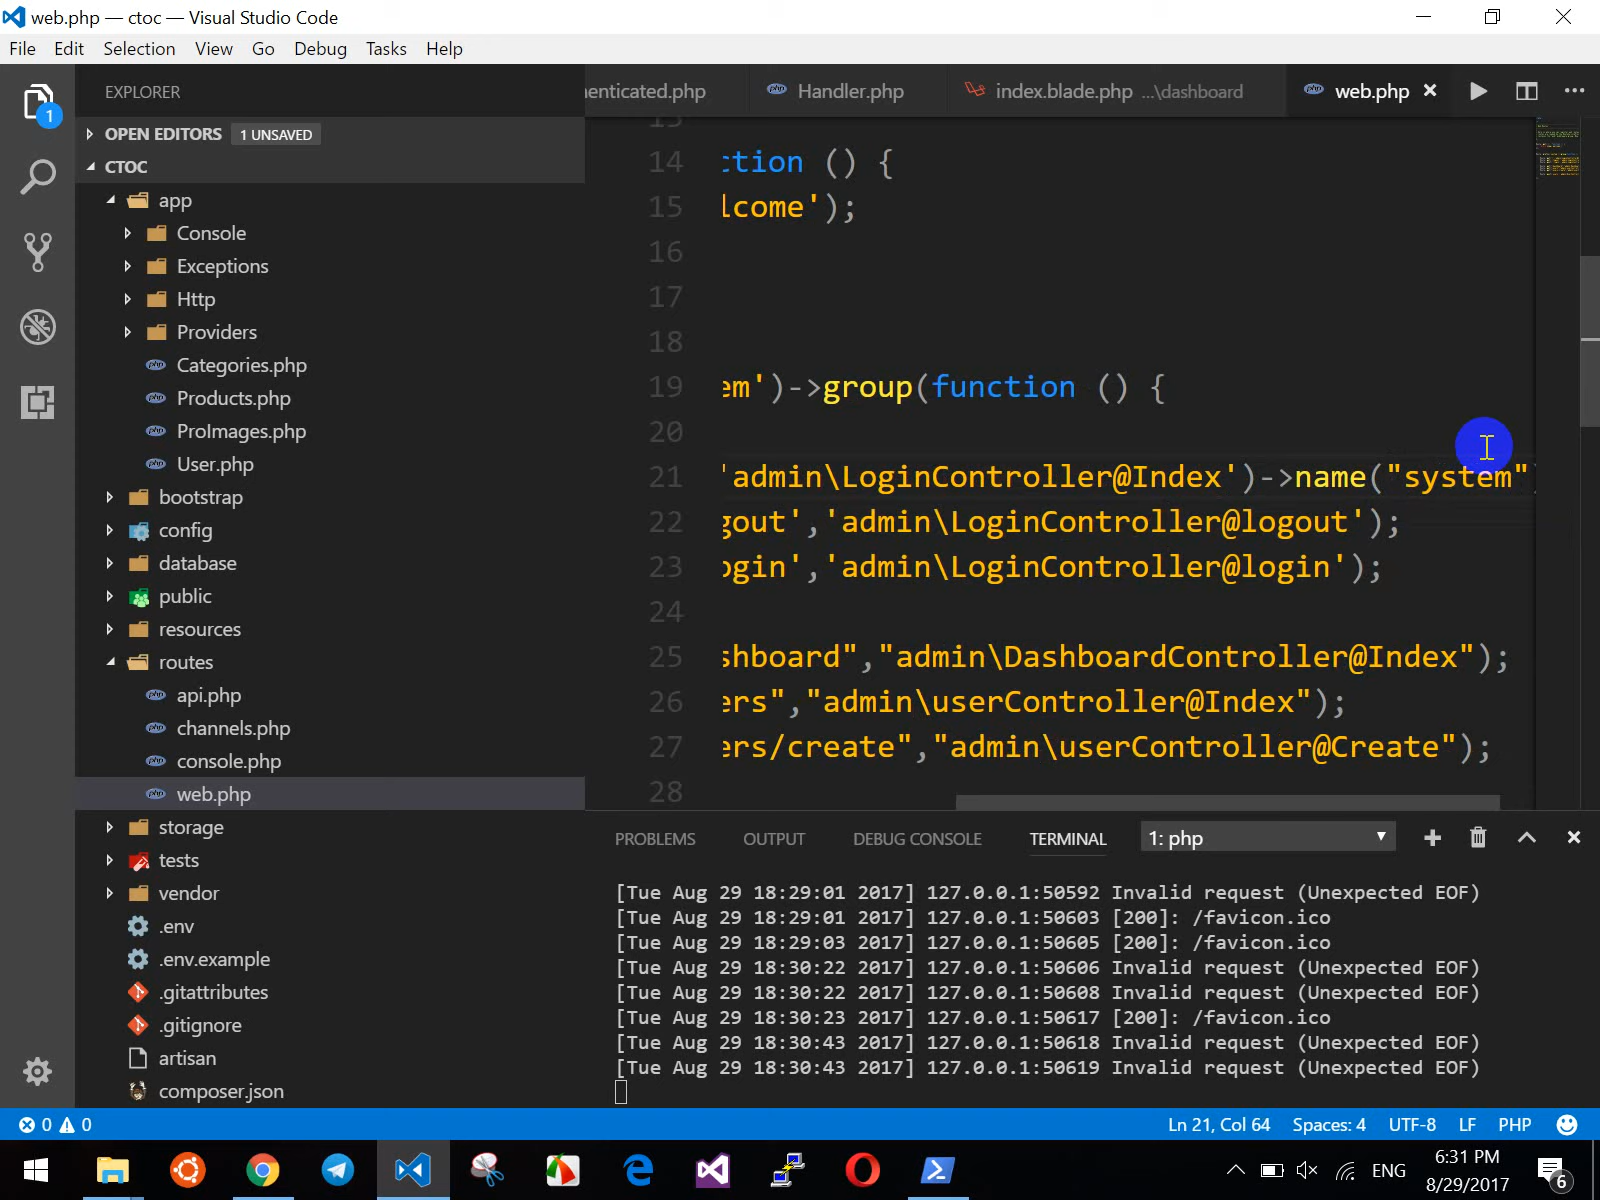 web.php — ctoc — Visual Studio Code
File Edit Selection View Go Debug Tasks Help
EXPLORER
OPEN EDITORS 1 UNSAVED
CTOC
app
Console
Exceptions
Http
Providers
Categories.php
Products.php
ProImages.php
User.php
bootstrap
config
database
public
resources
routes
api.php
channels.php
console.php
web.php
storage
tests
vendor
.env
.env.example
.gitattributes
.gitignore
artisan
composer.json
1
enticated.php Handler.php index.blade.php ...\dashboard web.php
14 ction () {
15 lcome');
16
17
18
19 em')->group(function () {
20
21 'admin\LoginController@Index')->name("system")
22 gout','admin\LoginController@logout');
23 ogin','admin\LoginController@login');
24
25 shboard","admin\DashboardController@Index");
26 ers","admin\userController@Index");
27 ers/create","admin\userController@Create");
28
PROBLEMS OUTPUT DEBUG CONSOLE TERMINAL 1: php
[Tue Aug 29 18:29:01 2017] 127.0.0.1:50592 Invalid request (Unexpected EOF)
[Tue Aug 29 18:29:01 2017] 127.0.0.1:50603 [200]: /favicon.ico
[Tue Aug 29 18:29:03 2017] 127.0.0.1:50605 [200]: /favicon.ico
[Tue Aug 29 18:30:22 2017] 127.0.0.1:50606 Invalid request (Unexpected EOF)
[Tue Aug 29 18:30:22 2017] 127.0.0.1:50608 Invalid request (Unexpected EOF)
[Tue Aug 29 18:30:23 2017] 127.0.0.1:50617 [200]: /favicon.ico
[Tue Aug 29 18:30:43 2017] 127.0.0.1:50618 Invalid request (Unexpected EOF)
[Tue Aug 29 18:30:43 2017] 127.0.0.1:50619 Invalid request (Unexpected EOF)
0 0 Ln 21, Col 64 Spaces: 4 UTF-8 LF PHP
ENG 6:31 PM
8/29/2017 6